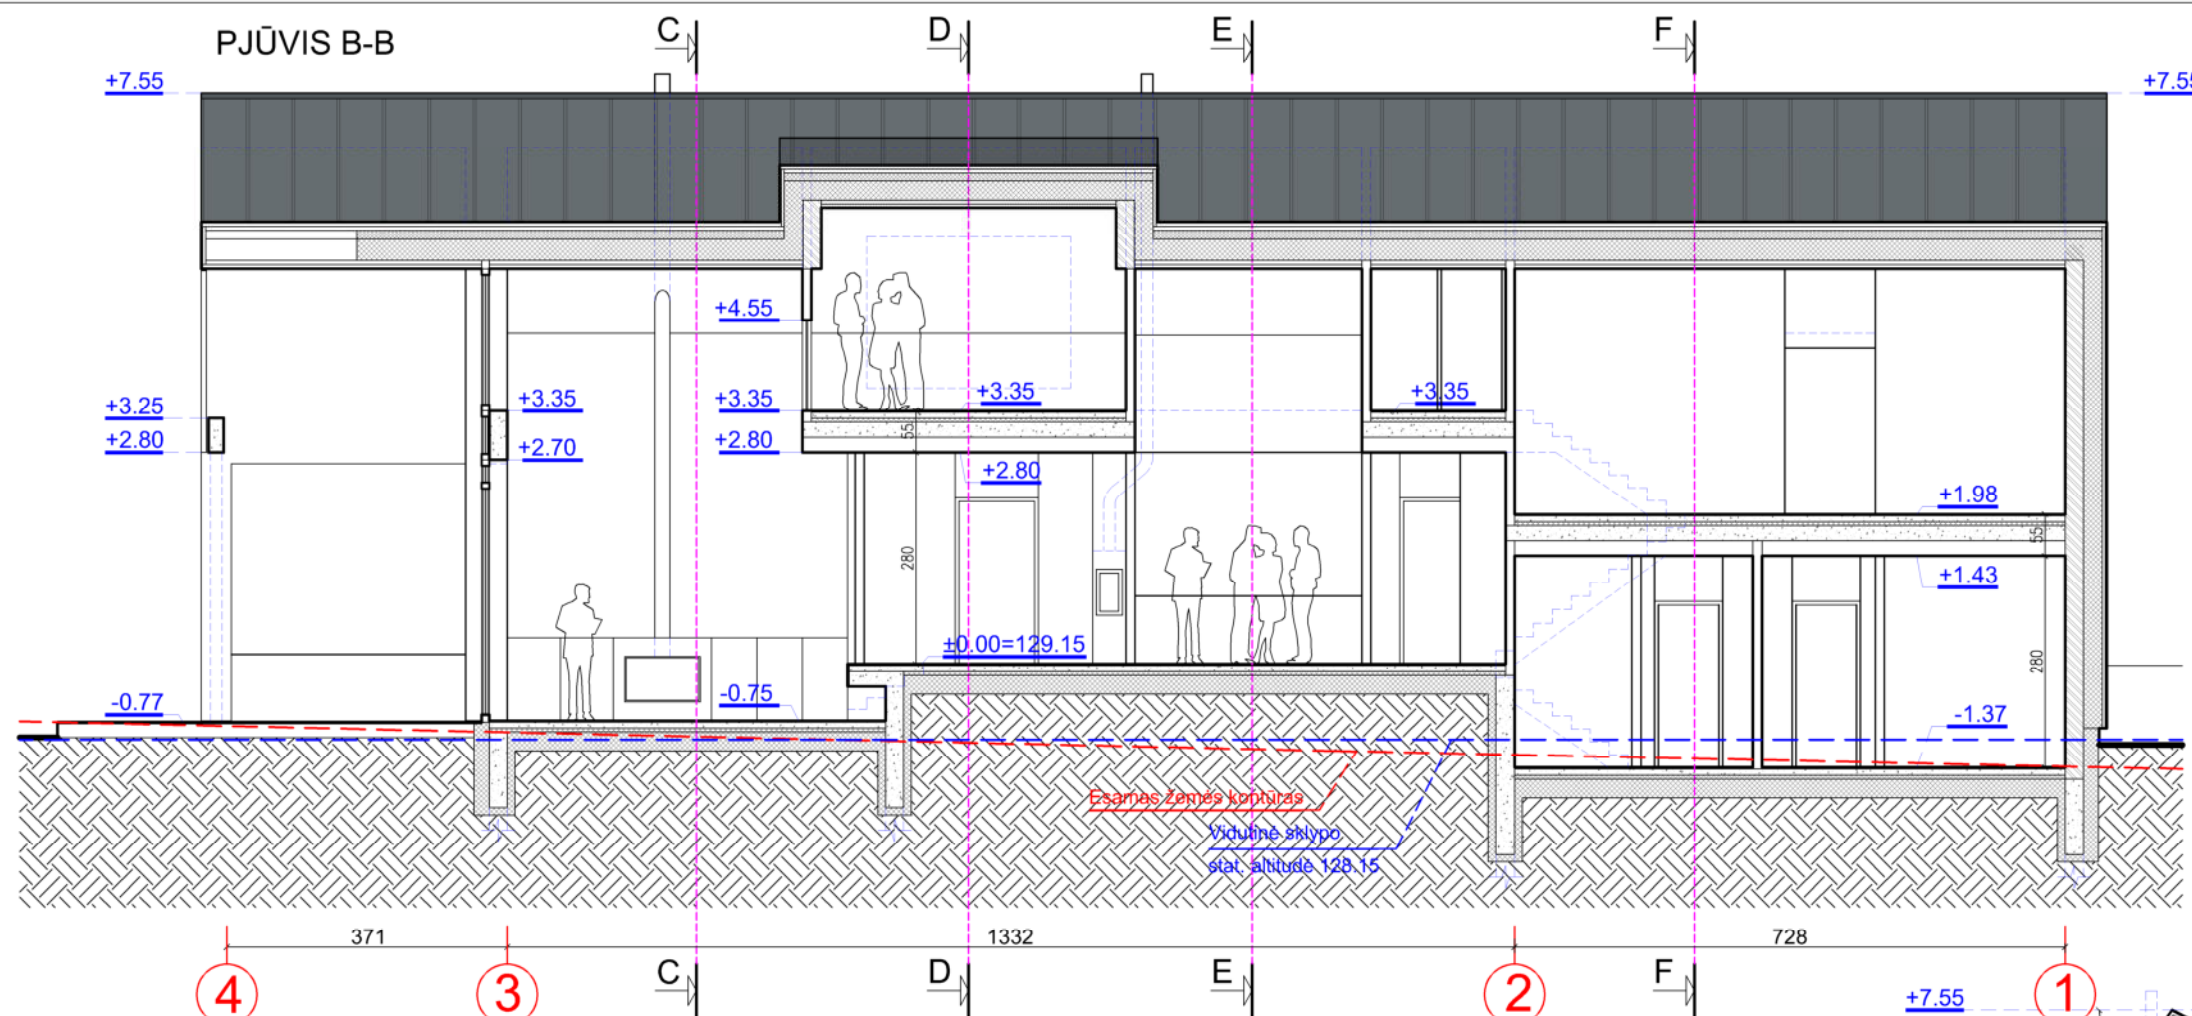 PJŪVIS B-B
C
D
E
F
+7.55
+7.55
+4.55
+3.25
+3.35
+3.35
+3.35
+3.35
+2.80
+2.70
+2.80
55
+2.80
+1.98
55
280
+1.43
±0.00=129.15
280
-0.77
-0.75
-1.37
Esamas žemės kontūras
Vidutinė sklypo
stat. altitudė 128.15
371
1332
728
C
D
E
F
4
3
2
1
+7.55